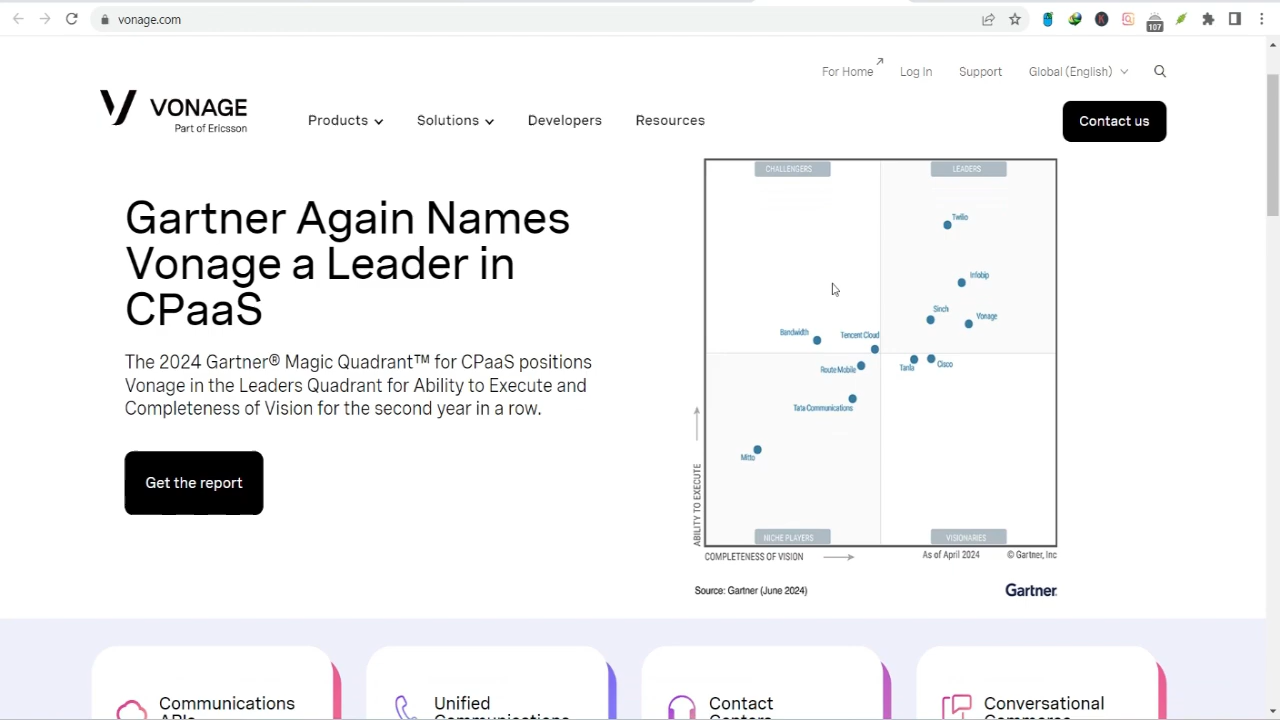 vonage.com
107
For Home
Log In
Support
Global (English)
VONAGE
Part of Ericsson
Products
Solutions
Developers
Resources
Contact us
Gartner Again Names
Vonage a Leader in
CPaaS
The 2024 Gartner® Magic Quadrant™ for CPaaS positions
Vonage in the Leaders Quadrant for Ability to Execute and
Completeness of Vision for the second year in a row.
Get the report
CHALLENGERS
LEADERS
Twilio
Infobip
Sinch
Vonage
Bandwidth
Tencent Cloud
Route Mobile
Tanla
Cisco
Tata Communications
Mitto
ABILITY TO EXECUTE
NICHE PLAYERS
VISIONARIES
COMPLETENESS OF VISION
As of April 2024
© Gartner, Inc
Source: Gartner (June 2024)
Gartner
Communications
APIs
Unified
Communications
Contact
Centers
Conversational
Commerce